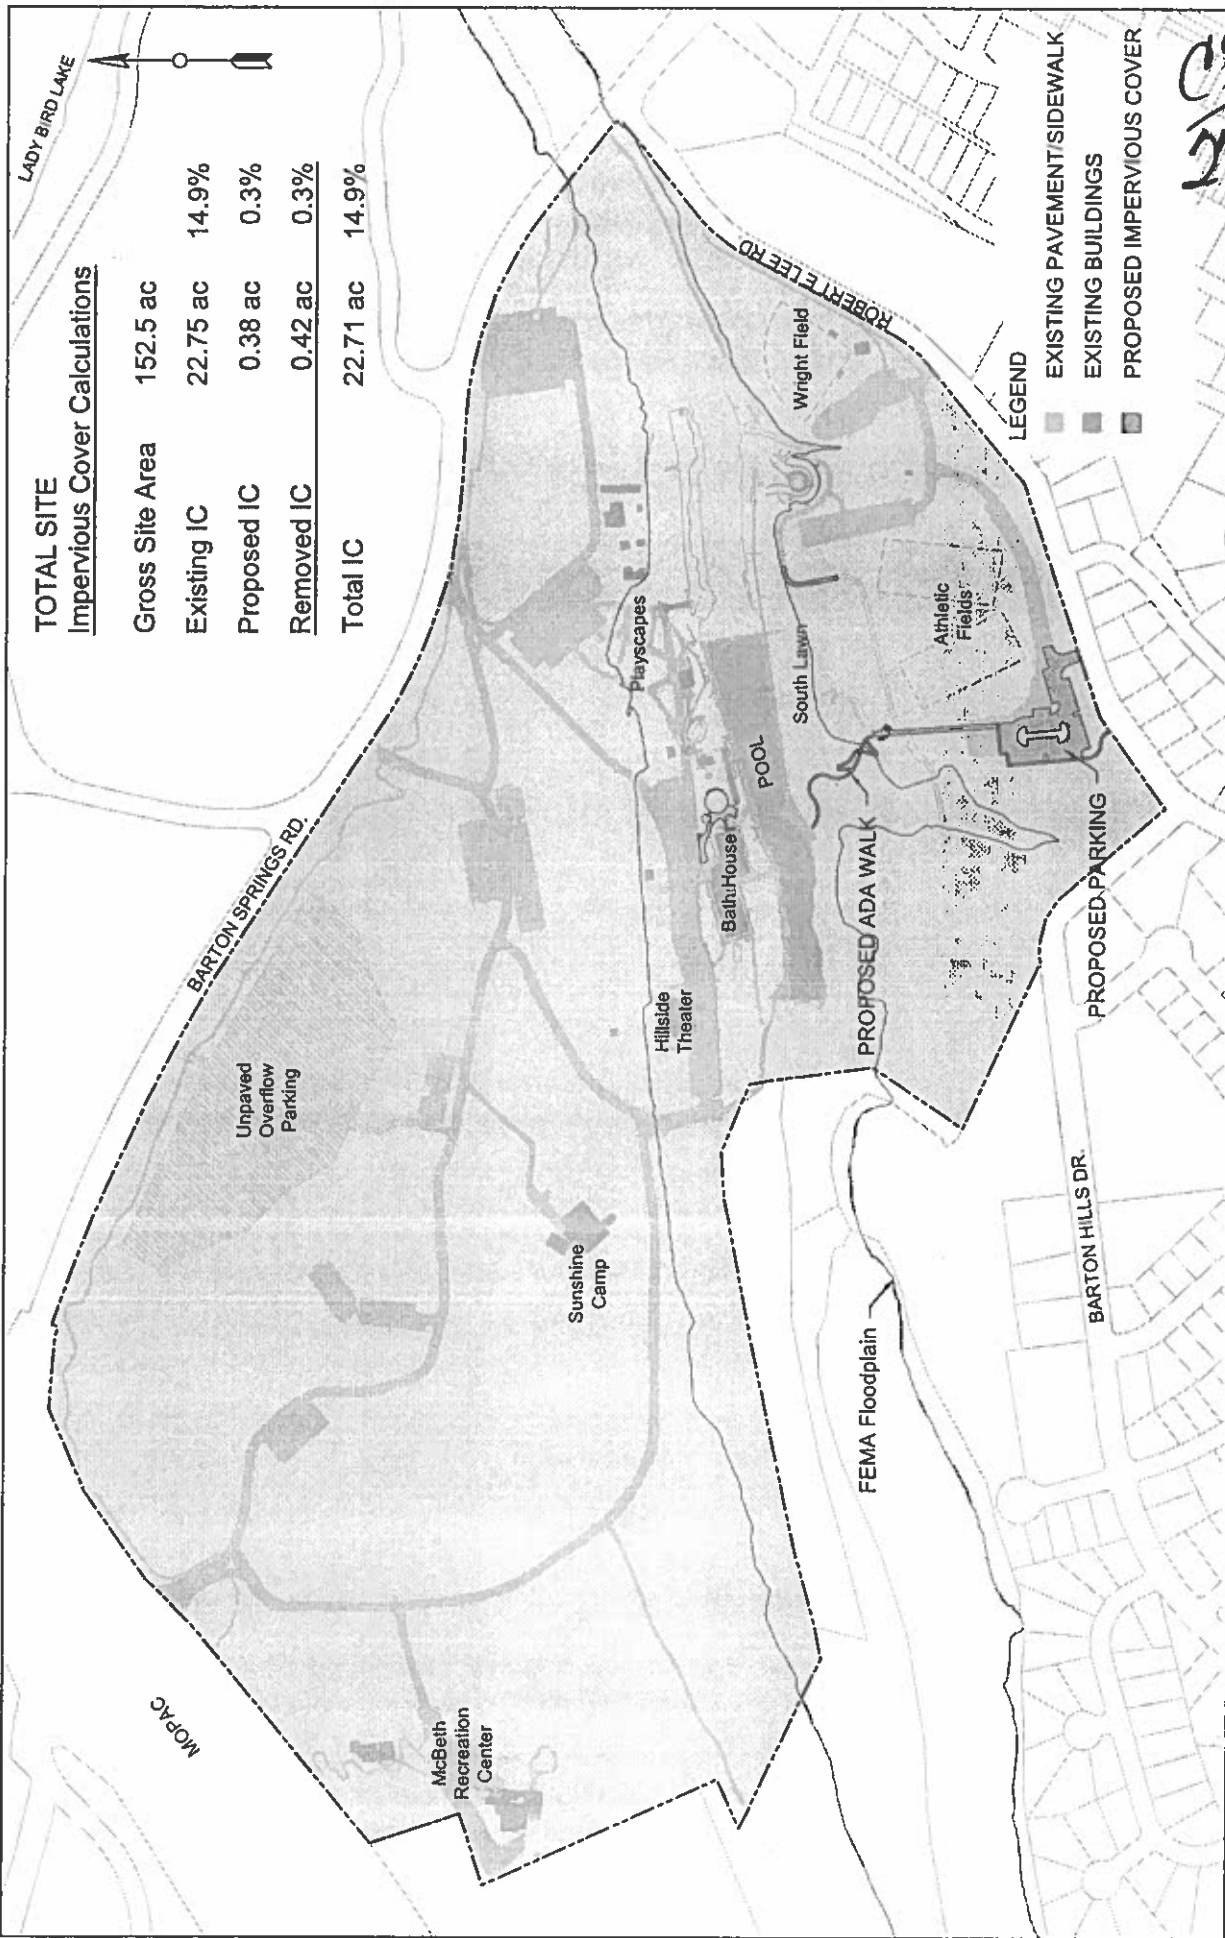 LADY BIRD LAKE
TOTAL SITE
Impervious Cover Calculations
Gross Site Area 152.5 ac
Existing IC 22.75 ac 14.9%
Proposed IC 0.38 ac 0.3%
Removed IC 0.42 ac 0.3%
Total IC 22.71 ac 14.9%
MOPAC
BARTON SPRINGS RD.
Unpaved
Overflow
Parking
McBeth
Recreation
Center
Sunshine
Camp
Hillside
Theater
Playscapes
Bath House
POOL
South Lawn
Wright Field
ROBERT E LEE RD
Athletic
Fields
PROPOSED ADA WALK
PROPOSED PARKING
FEMA Floodplain
BARTON HILLS DR.
LEGEND
EXISTING PAVEMENT/SIDEWALK
EXISTING BUILDINGS
PROPOSED IMPERVIOUS COVER